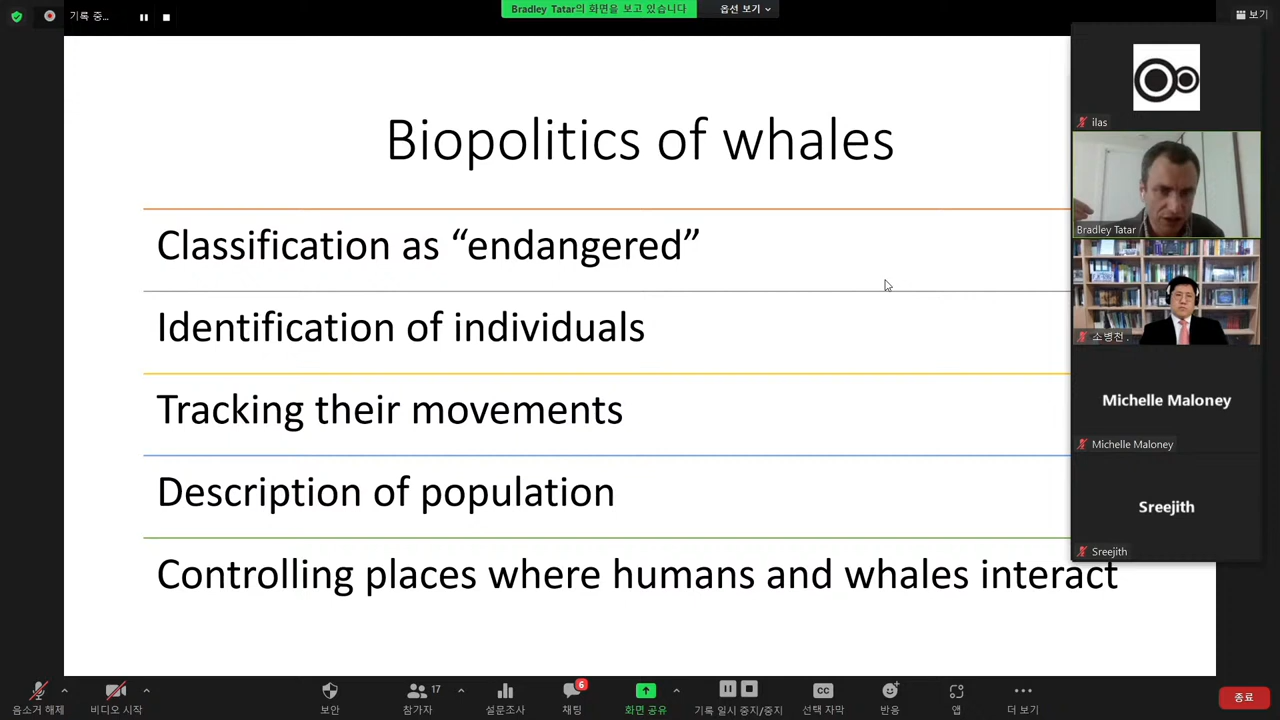 기록 중...
Bradley Tatar의 화면을 보고 있습니다
옵션 보기
보기
Biopolitics of whales
Classification as “endangered”
Identification of individuals
Tracking their movements
Description of population
Controlling places where humans and whales interact
ilas
Bradley Tatar
소병천 .
Michelle Maloney
Michelle Maloney
Sreejith
Sreejith
음소거 해제
비디오 시작
보안
17
참가자
설문조사
6
채팅
화면 공유
기록 일시 중지/중지
CC
선택 자막
반응
앱
더 보기
종료